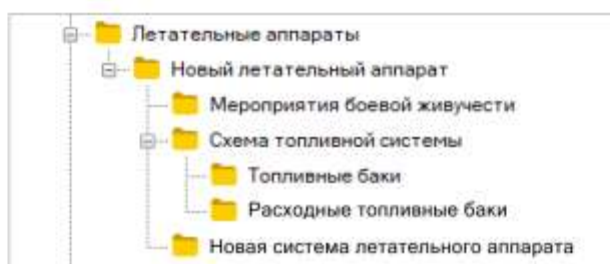 Летательные аппараты
Новый летательный аппарат
Мероприятия боевой живучести
Схема топливной системы
Топливные баки
Расходные топливные баки
Новая система летательного аппарата